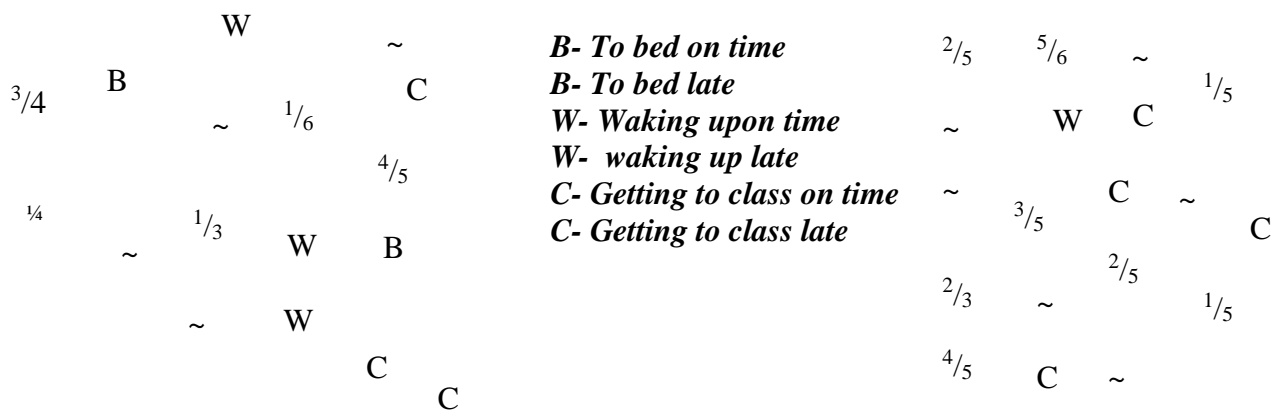 W
~
3/4
B
C
~
1/6
4/5
¼
1/3
~
W
B
~
W
C
C
B- To bed on time
B- To bed late
W- Waking upon time
W- waking up late
C- Getting to class on time
C- Getting to class late
2/5
5/6
~
1/5
~
W
C
~
C
~
3/5
C
2/5
2/3
~
1/5
4/5
C
~